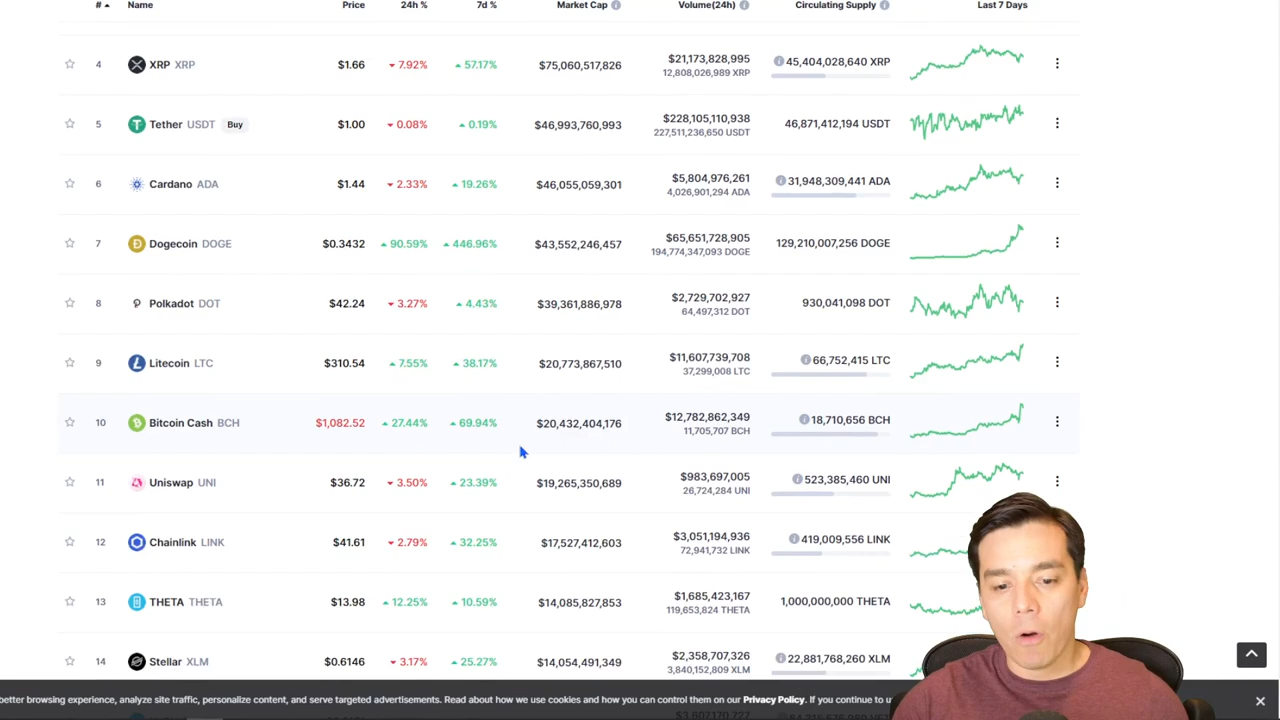 # Name Price 24h % 7d % Market Cap Volume(24h) Circulating Supply Last 7 Days
4 XRP XRP $1.66 7.92% 57.17% $75,060,517,826 $21,173,828,995 45,404,028,640 XRP
12,808,026,989 XRP
5 Tether USDT Buy $1.00 0.08% 0.19% $46,993,760,993 $228,105,110,938 46,871,412,194 USDT
227,511,236,650 USDT
6 Cardano ADA $1.44 2.33% 19.26% $46,055,059,301 $5,804,976,261 31,948,309,441 ADA
4,026,901,294 ADA
7 Dogecoin DOGE $0.3432 90.59% 446.96% $43,552,246,457 $65,651,728,905 129,210,007,256 DOGE
194,774,347,093 DOGE
8 Polkadot DOT $42.24 3.27% 4.43% $39,361,886,978 $2,729,702,927 930,041,098 DOT
64,497,312 DOT
9 Litecoin LTC $310.54 7.55% 38.17% $20,773,867,510 $11,607,739,708 66,752,415 LTC
37,299,008 LTC
10 Bitcoin Cash BCH $1,082.52 27.44% 69.94% $20,432,404,176 $12,782,862,349 18,710,656 BCH
11,705,707 BCH
11 Uniswap UNI $36.72 3.50% 23.39% $19,265,350,689 $983,697,005 523,385,460 UNI
26,724,284 UNI
12 Chainlink LINK $41.61 2.79% 32.25% $17,527,412,603 $3,051,194,936 419,009,556 LINK
72,941,732 LINK
13 THETA THETA $13.98 12.25% 10.59% $14,085,827,853 $1,685,423,167 1,000,000,000 THETA
119,653,824 THETA
14 Stellar XLM $0.6146 3.17% 25.27% $14,054,491,349 $2,358,707,326 22,881,768,260 XLM
3,840,152,809 XLM
better browsing experience, analyze site traffic, personalize content, and serve targeted advertisements. Read about how we use cookies and how you can control them on our Privacy Policy. If you continue to u